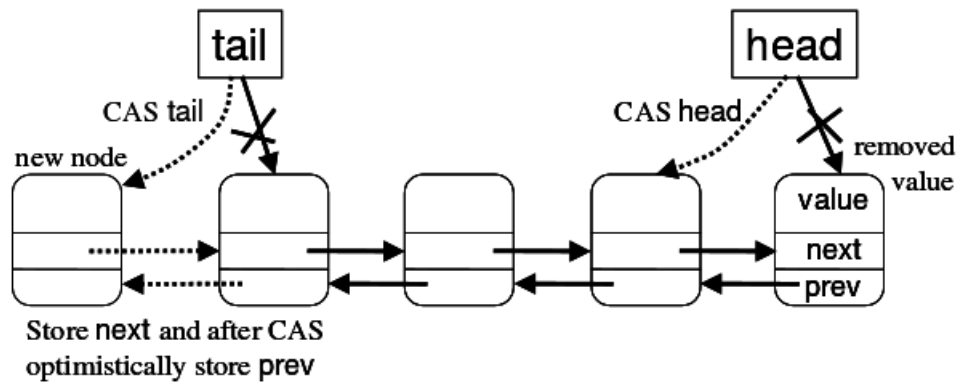 tail
head
CAS tail
CAS head
new node
removed
value
value
next
prev
Store next and after CAS
optimistically store prev